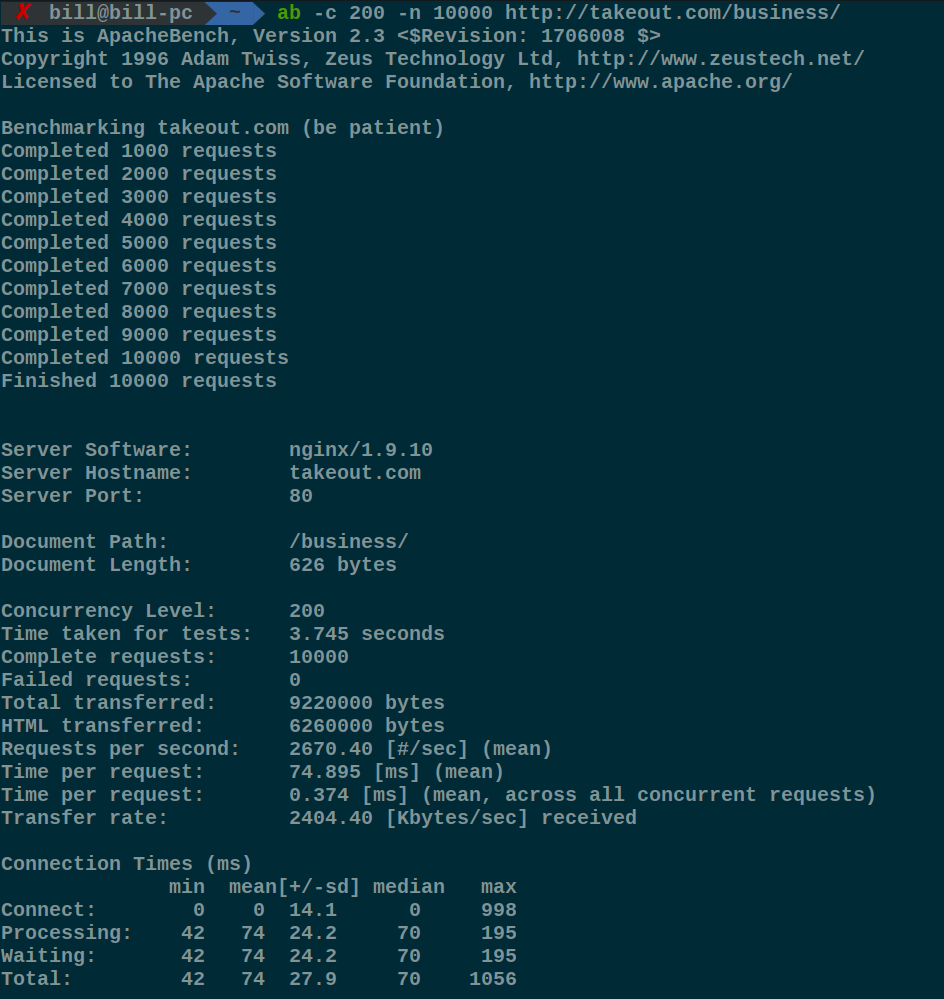 ✗ bill@bill-pc ~ ab -c 200 -n 10000 http://takeout.com/business/
This is ApacheBench, Version 2.3 <$Revision: 1706008 $>
Copyright 1996 Adam Twiss, Zeus Technology Ltd, http://www.zeustech.net/
Licensed to The Apache Software Foundation, http://www.apache.org/

Benchmarking takeout.com (be patient)
Completed 1000 requests
Completed 2000 requests
Completed 3000 requests
Completed 4000 requests
Completed 5000 requests
Completed 6000 requests
Completed 7000 requests
Completed 8000 requests
Completed 9000 requests
Completed 10000 requests
Finished 10000 requests


Server Software:        nginx/1.9.10
Server Hostname:        takeout.com
Server Port:            80

Document Path:          /business/
Document Length:        626 bytes

Concurrency Level:      200
Time taken for tests:   3.745 seconds
Complete requests:      10000
Failed requests:        0
Total transferred:      9220000 bytes
HTML transferred:       6260000 bytes
Requests per second:    2670.40 [#/sec] (mean)
Time per request:       74.895 [ms] (mean)
Time per request:       0.374 [ms] (mean, across all concurrent requests)
Transfer rate:          2404.40 [Kbytes/sec] received

Connection Times (ms)
              min  mean[+/-sd] median   max
Connect:        0    0  14.1      0     998
Processing:    42   74  24.2     70     195
Waiting:       42   74  24.2     70     195
Total:         42   74  27.9     70    1056